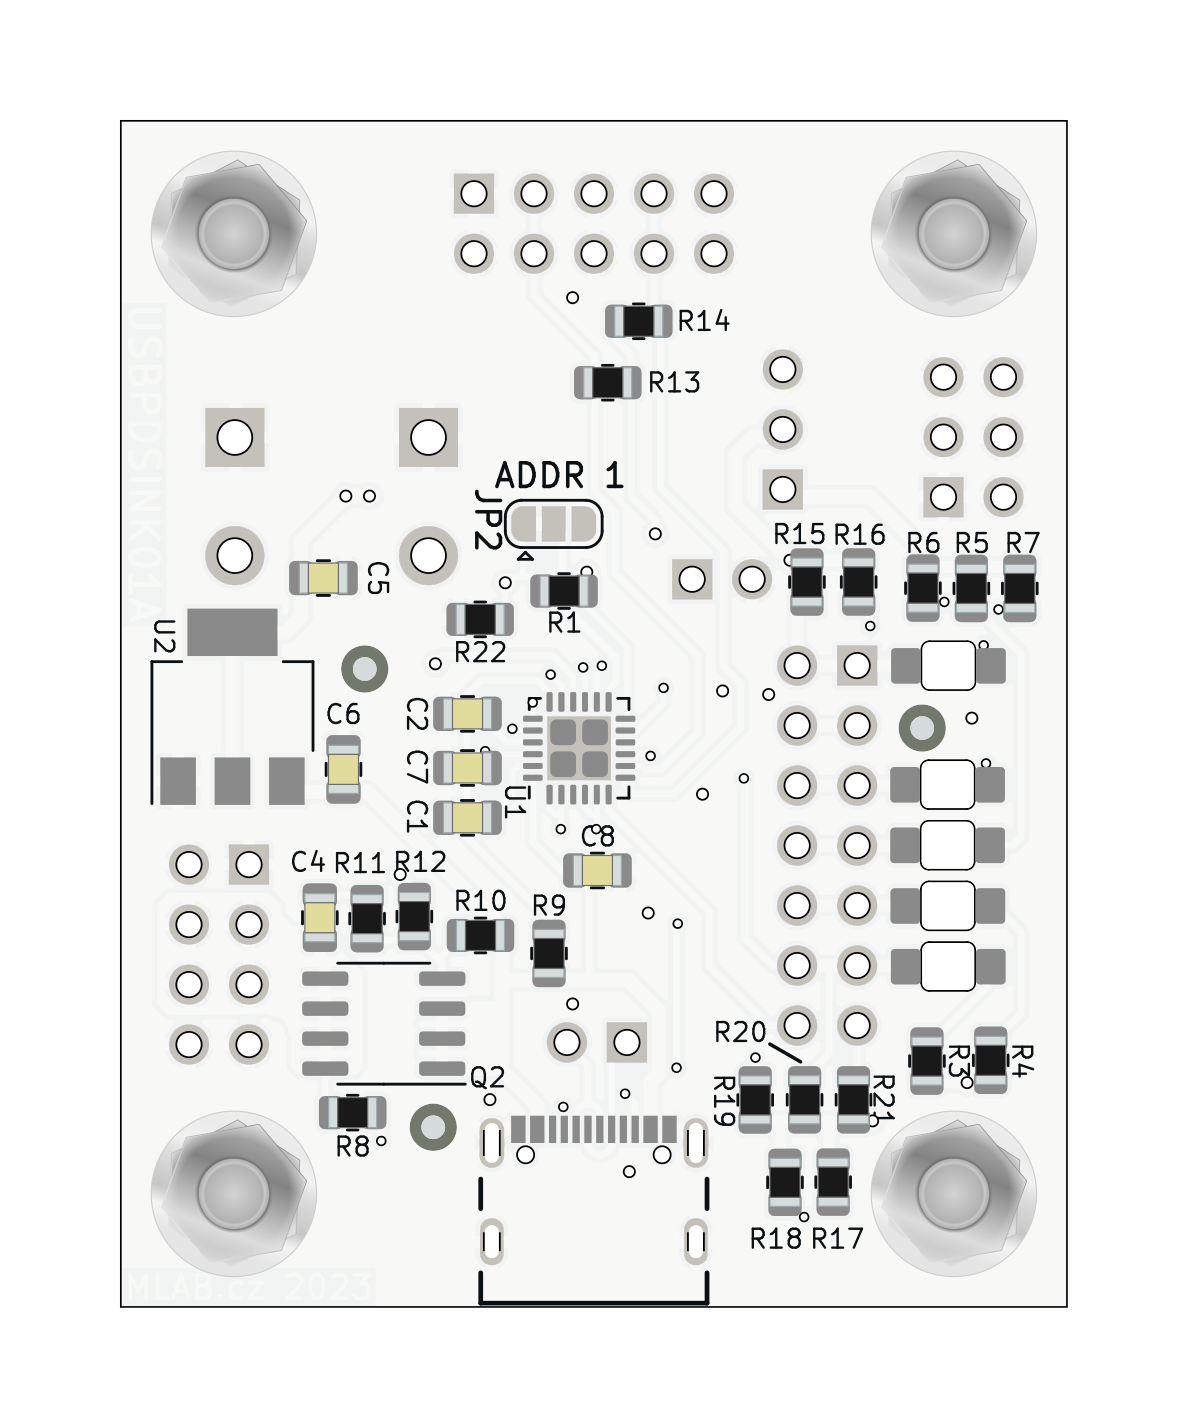 R14
R13
USBPDSINK01A
ADDR 1
JP2
R15
R16
R6
R5
R7
C5
R1
U2
R22
C2
C6
C7
U1
C1
C8
C4
R11
R12
R10
R9
R20
R3
R4
Q2
R19
R21
R8
R18
R17
MLAB.cz 2023